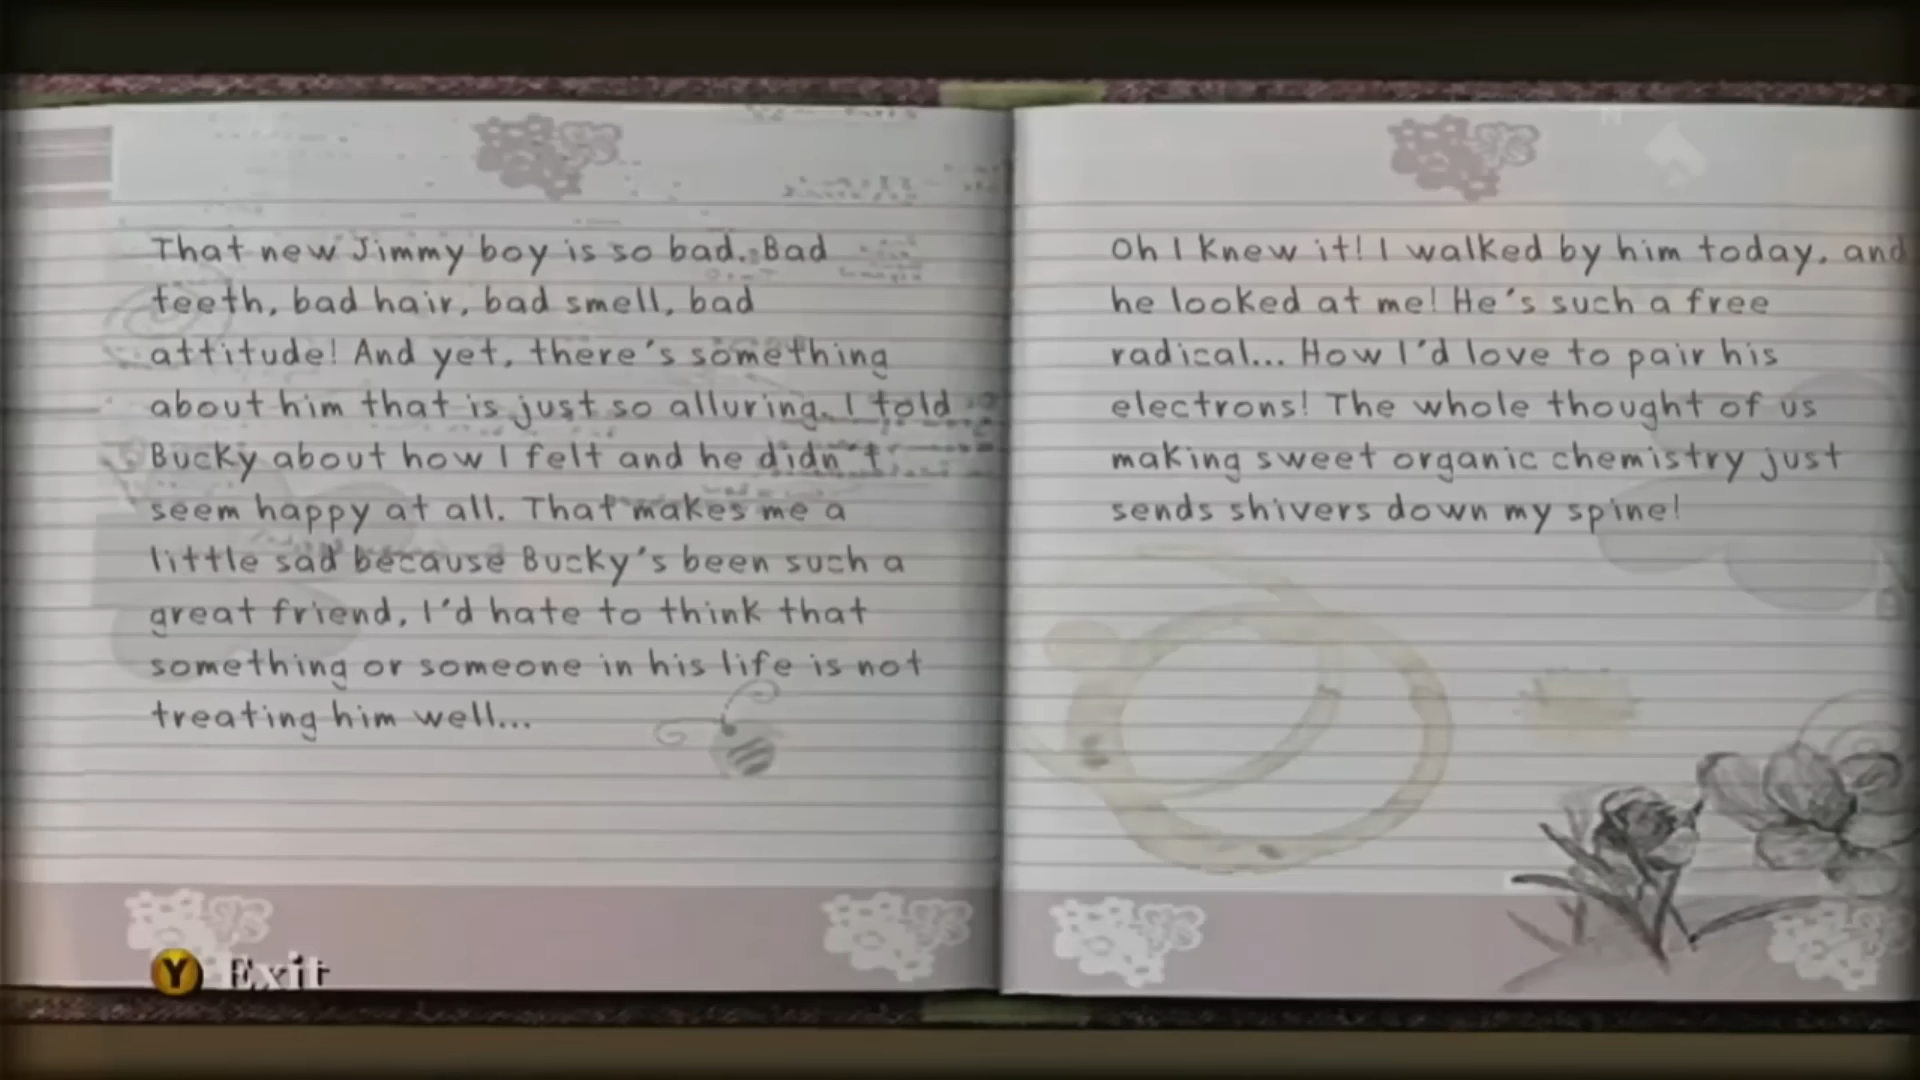 That new Jimmy boy is so bad. Bad
teeth, bad hair, bad smell, bad
attitude! And yet, there's something
about him that is just so alluring. I told
Bucky about how I felt and he didn't
seem happy at all. That makes me a
little sad because Bucky's been such a
great friend, I'd hate to think that
something or someone in his life is not
treating him well...
Oh I knew it! I walked by him today, and
he looked at me! He's such a free
radical... How I'd love to pair his
electrons! The whole thought of us
making sweet organic chemistry just
sends shivers down my spine!
Y Exit